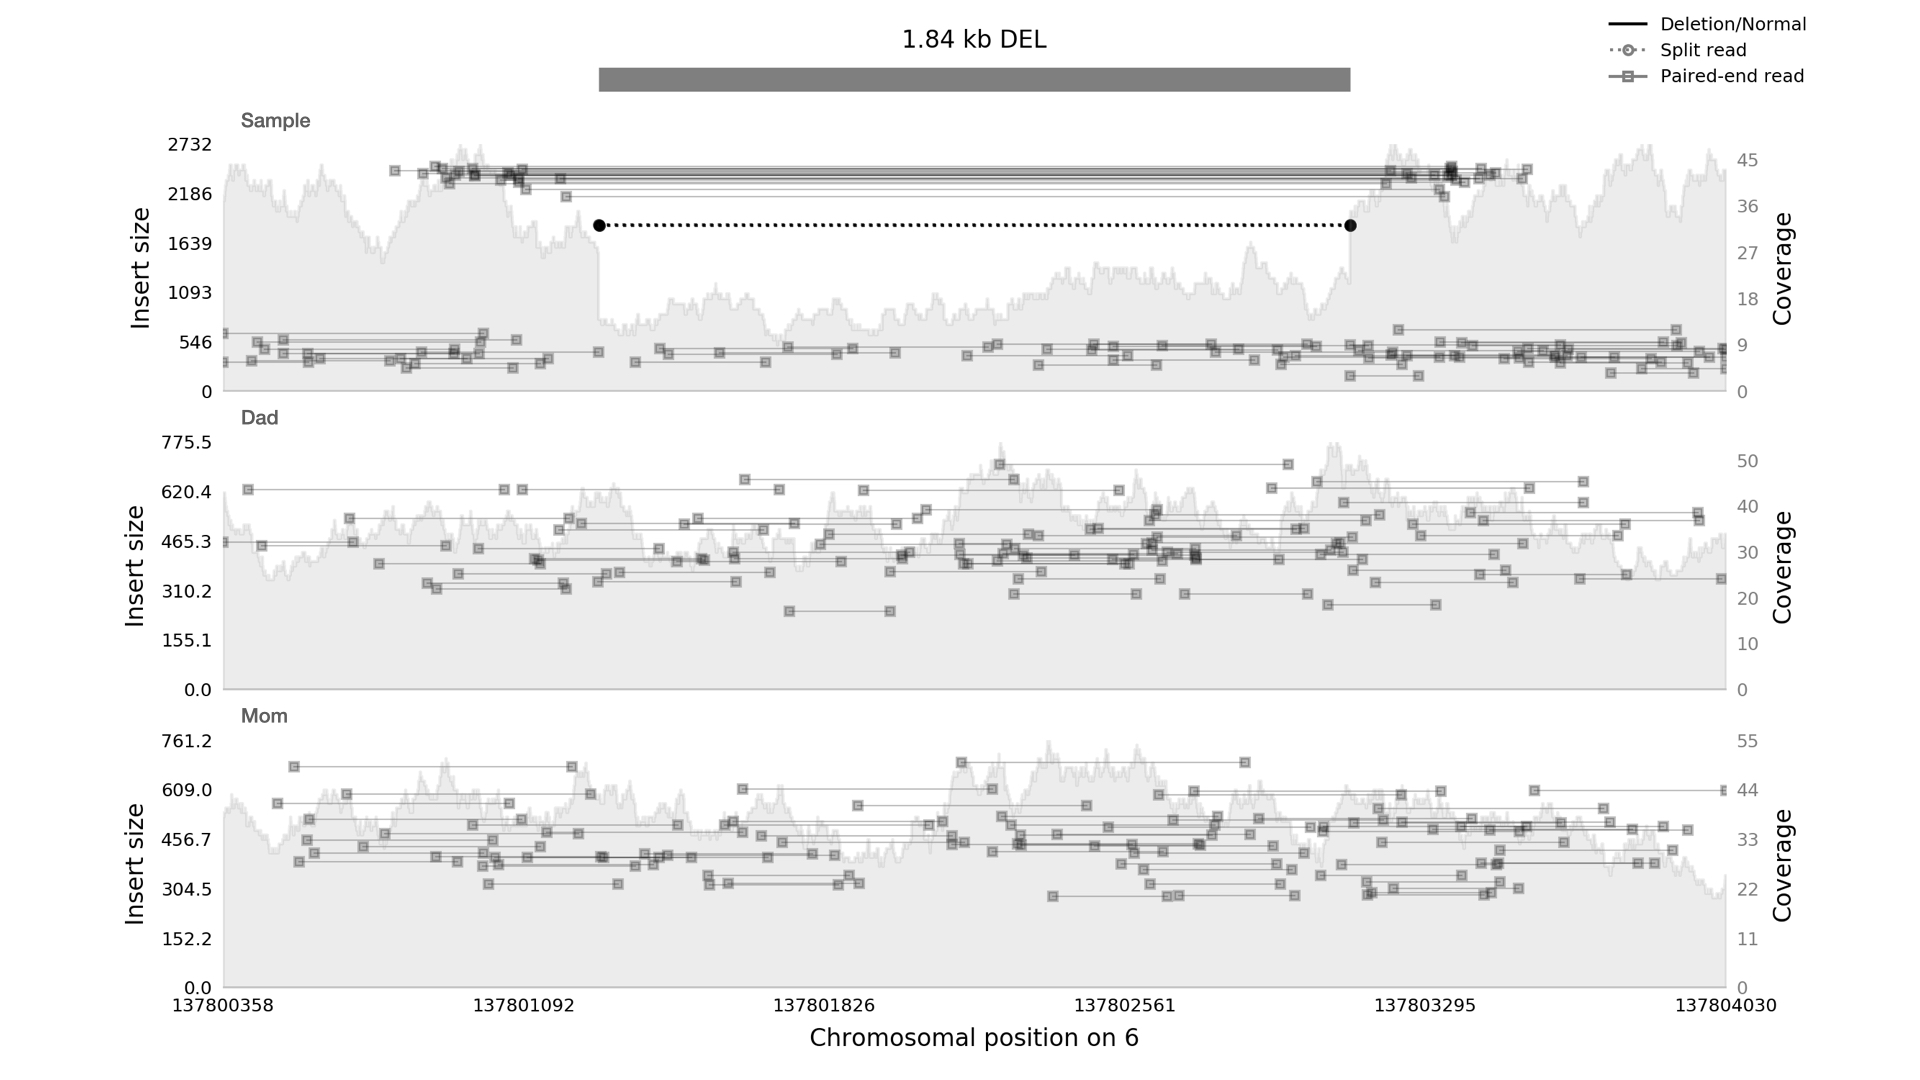 1.84 kb DEL
Deletion/Normal
Split read
Paired-end read
Sample
2732
2186
1639
1093
546
0
Insert size
45
36
27
18
9
0
Coverage
Dad
775.5
620.4
465.3
310.2
155.1
0.0
Insert size
50
40
30
20
10
0
Coverage
Mom
761.2
609.0
456.7
304.5
152.2
0.0
Insert size
55
44
33
22
11
0
Coverage
137800358 137801092 137801826 137802561 137803295 137804030
Chromosomal position on 6